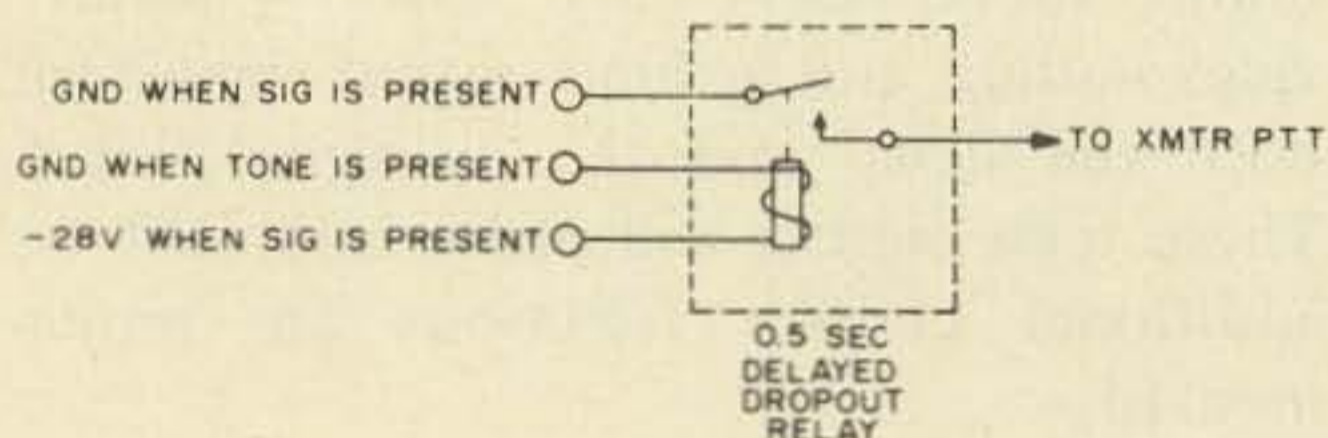 GND WHEN SIG IS PRESENT
TO XMTR PTT
GND WHEN TONE IS PRESENT
-28V WHEN SIG IS PRESENT
0.5 SEC
DELAYED
DROPOUT
RELAY